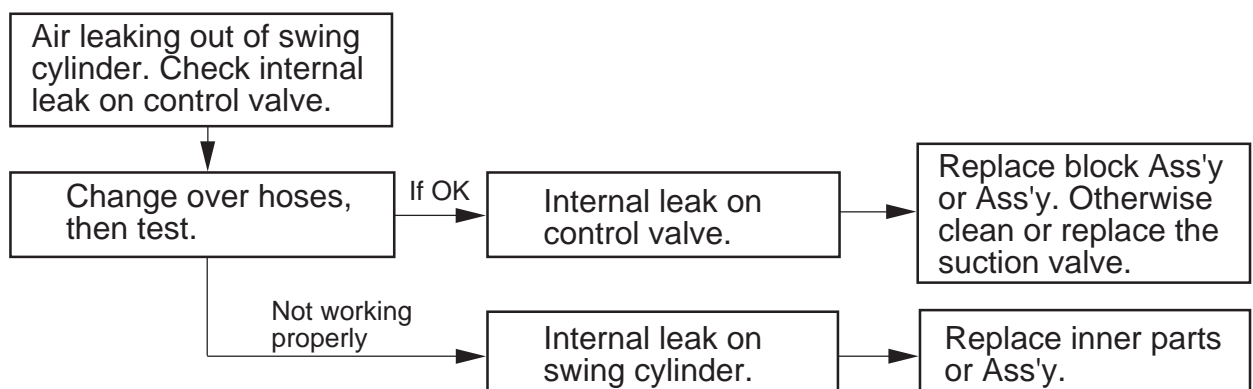 Air leaking out of swing
cylinder. Check internal
leak on control valve.
Change over hoses,
then test.
If OK
Internal leak on
control valve.
Replace block Ass'y
or Ass'y. Otherwise
clean or replace the
suction valve.
Not working
properly
Internal leak on
swing cylinder.
Replace inner parts
or Ass'y.